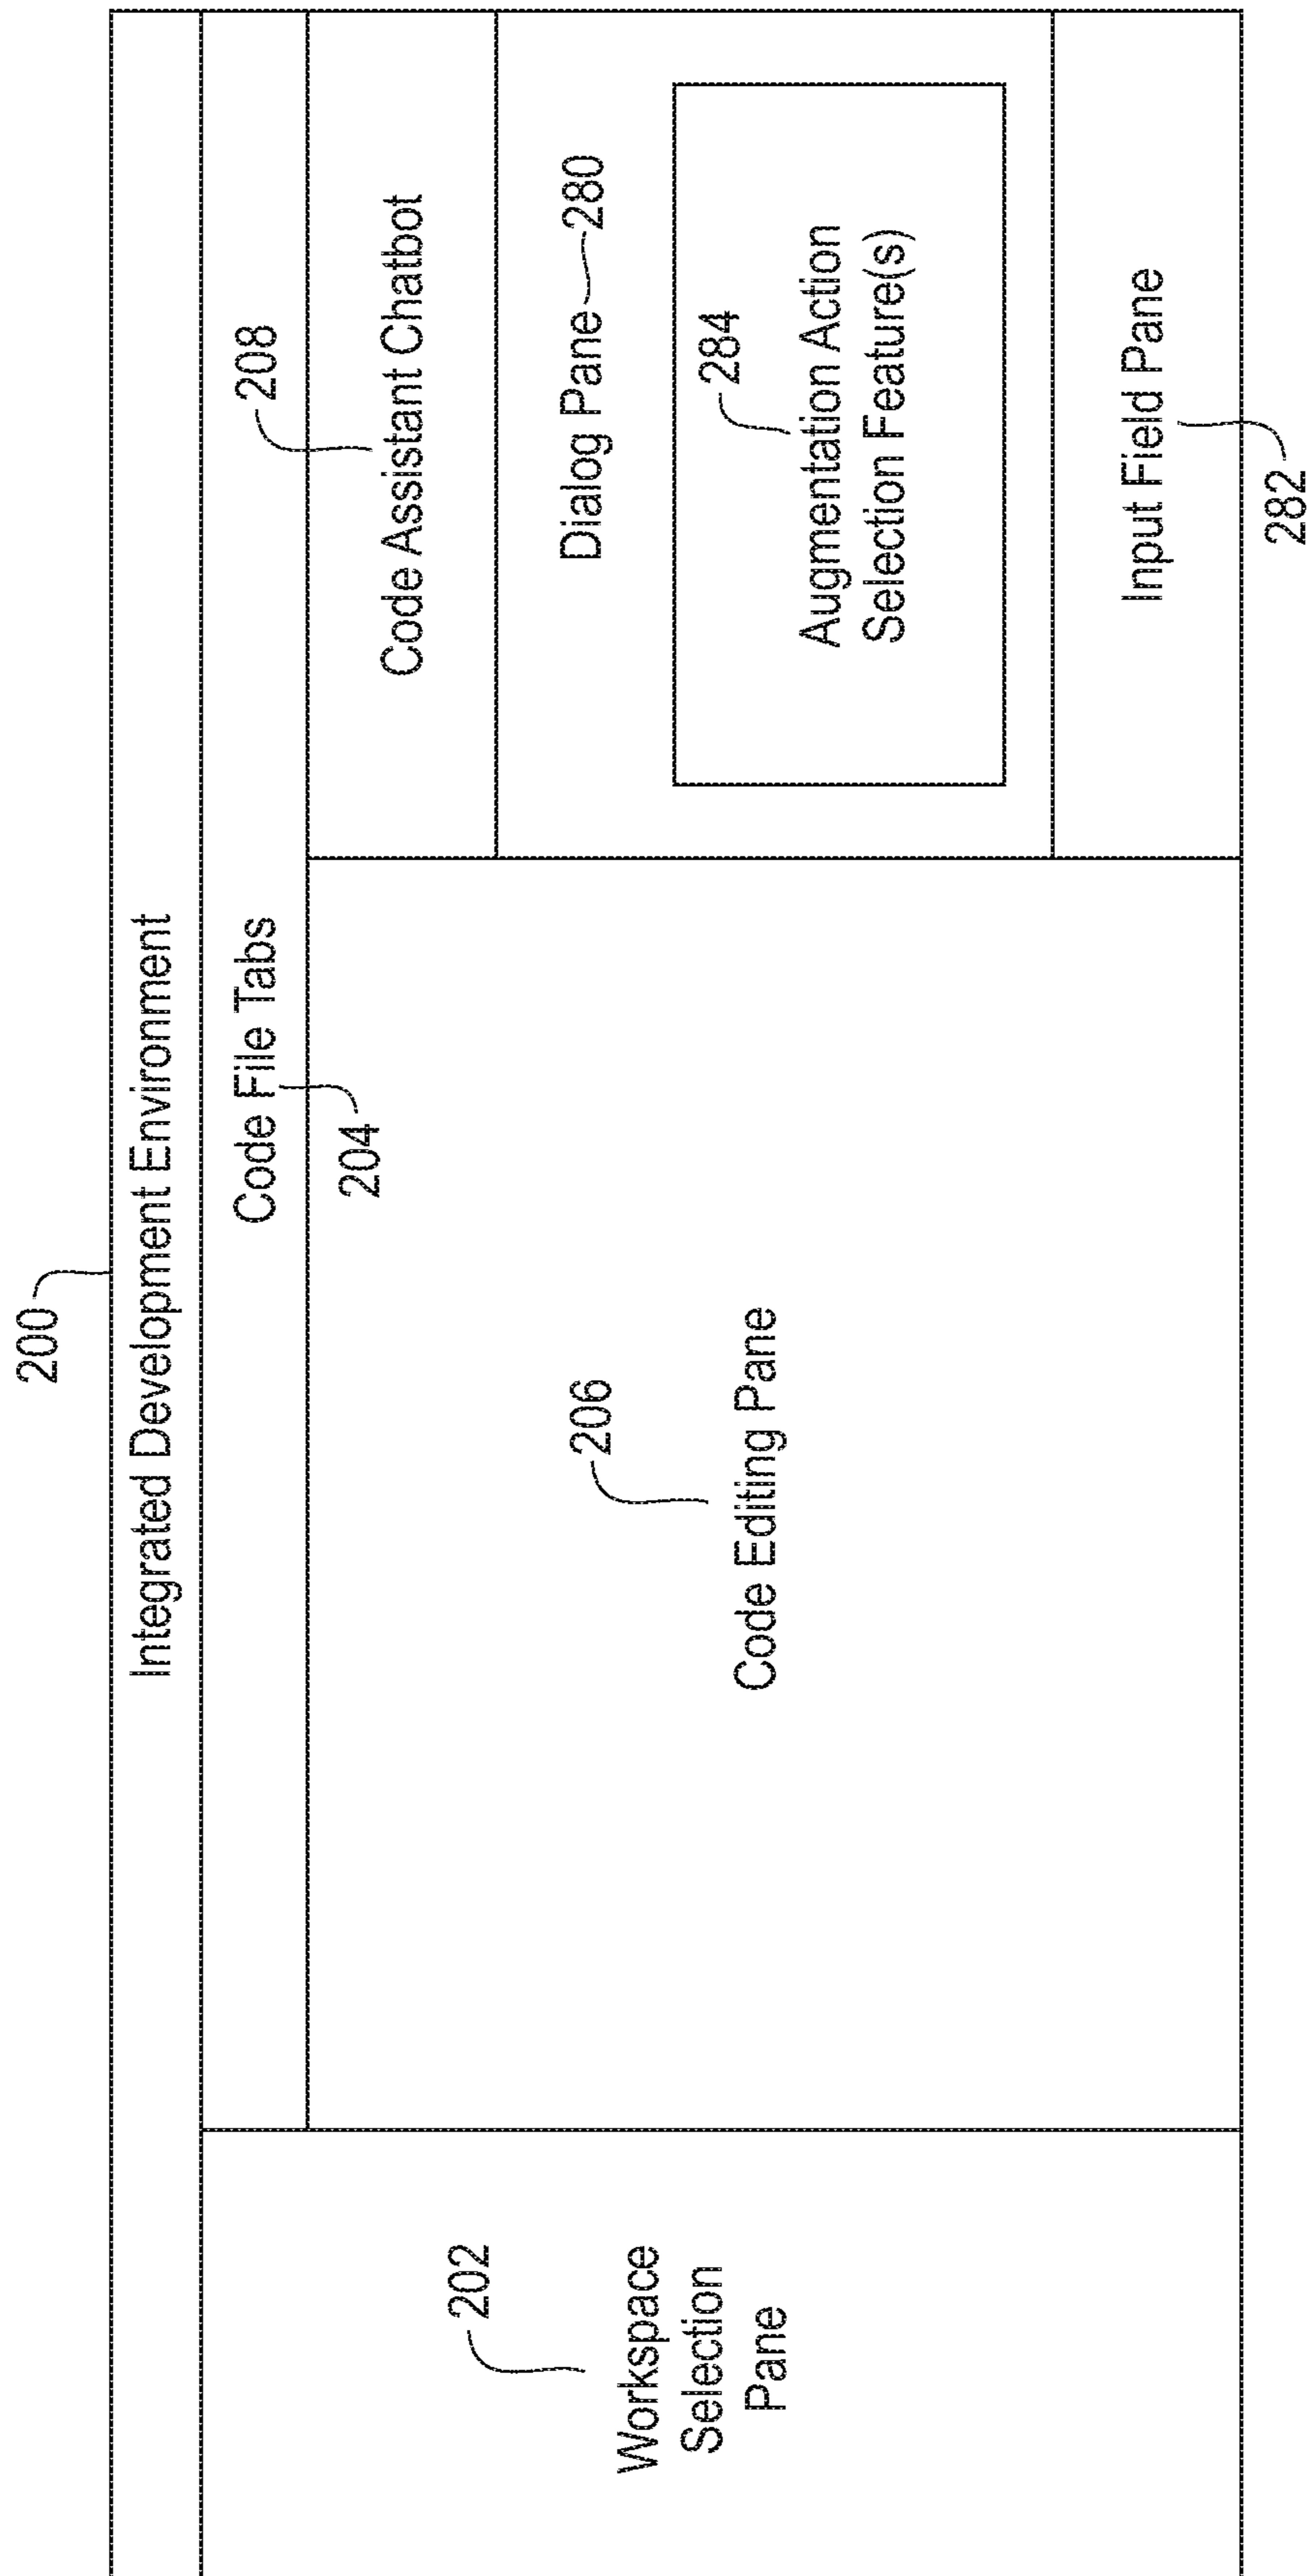 200
Integrated Development Environment
Code File Tabs
204
208
Code Assistant Chatbot
202
Workspace
Selection
Pane
206
Code Editing Pane
Dialog Pane 280
284
Augmentation Action
Selection Feature(s)
Input Field Pane
282